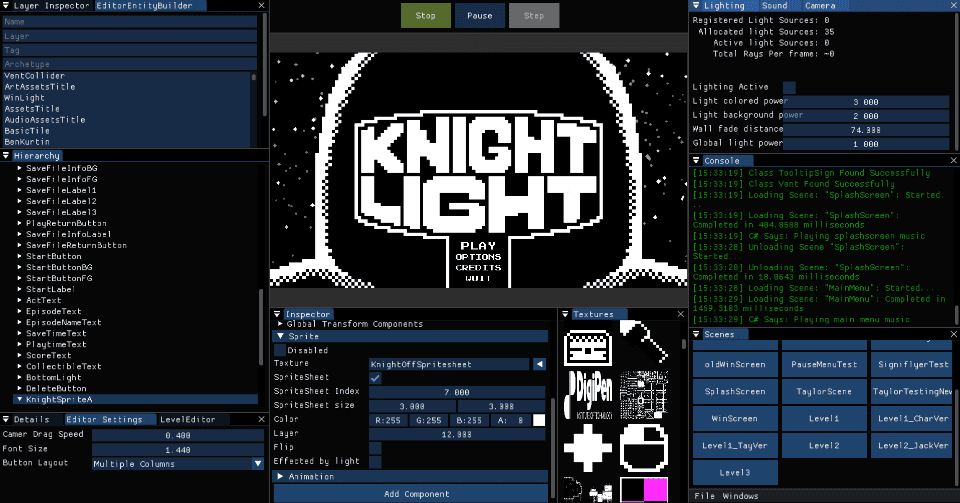 Layer Inspector EditorEntityBuilder
Name
Layer
Tag
Archetype
VentCollider
ArtAssetsTitle
WinLight
AssetsTitle
AudioAssetsTitle
BasicTile
BenKurtin
Hierarchy
SaveFileInfoBG
SaveFileInfoFG
SaveFileLabel1
SaveFileLabel2
SaveFileLabel3
PlayReturnButton
SaveFileInfoLabel
SaveFileReturnButton
StartButton
StartButtonBG
StartButtonFG
StartLabel
ActText
EpisodeText
EpisodeNameText
SaveTimeText
PlaytimeText
ScoreText
CollectibleText
BottomLight
DeleteButton
KnightSpriteA
Details Editor Settings LevelEditor
Camer Drag Speed 0.400
Font Size 1.440
Button Layout Multiple Columns
Stop Pause Step
KNIGHT
LIGHT
PLAY
OPTIONS
CREDITS
QUIT
Inspector
Global Transform Components
Sprite
Disabled
Texture KnightOffSpritesheet
SpriteSheet
SpriteSheet Index 7.000
SpriteSheet size 3.000 3.000
Color R:255 G:255 B:255 A: 0
Layer 12.000
Flip
Effected by light
Animation
Add Component
Textures
DigiPen
INSTITUTE OF TECHNOLOGY
Lighting Sound Camera
Registered Light Sources: 0
Allocated light Sources: 35
Active light Sources: 0
Total Rays Per frame: ~0
Lighting Active
Light colored power 3.000
Light background power 2.000
Wall fade distance 74.000
Global light power 1.000
Console
[15:33:19] Class TooltipSign Found Successfully
[15:33:19] Class Vent Found Successfully
[15:33:19] Loading Scene: "SplashScreen": Started.
..
[15:33:19] Loading Scene: "SplashScreen":
Completed in 404.0500 milliseconds
[15:33:19] C# Says: Playing splashscreen music
[15:33:28] Unloading Scene "SplashScreen":
Started...
[15:33:28] Unloading Scene "SplashScreen":
Completed in 18.0643 milliseconds
[15:33:28] Loading Scene: "MainMenu": Started...
[15:33:29] Loading Scene: "MainMenu": Completed in
1469.3183 milliseconds
[15:33:29] C# Says: Playing main menu music
Scenes
oldWinScreen PauseMenuTest SigniflyerTest
SplashScreen TaylorScene TaylorTestingNew
WinScreen Level1 Level1_CharVer
Level1_TayVer Level2 Level2_JackVer
Level3
File Windows